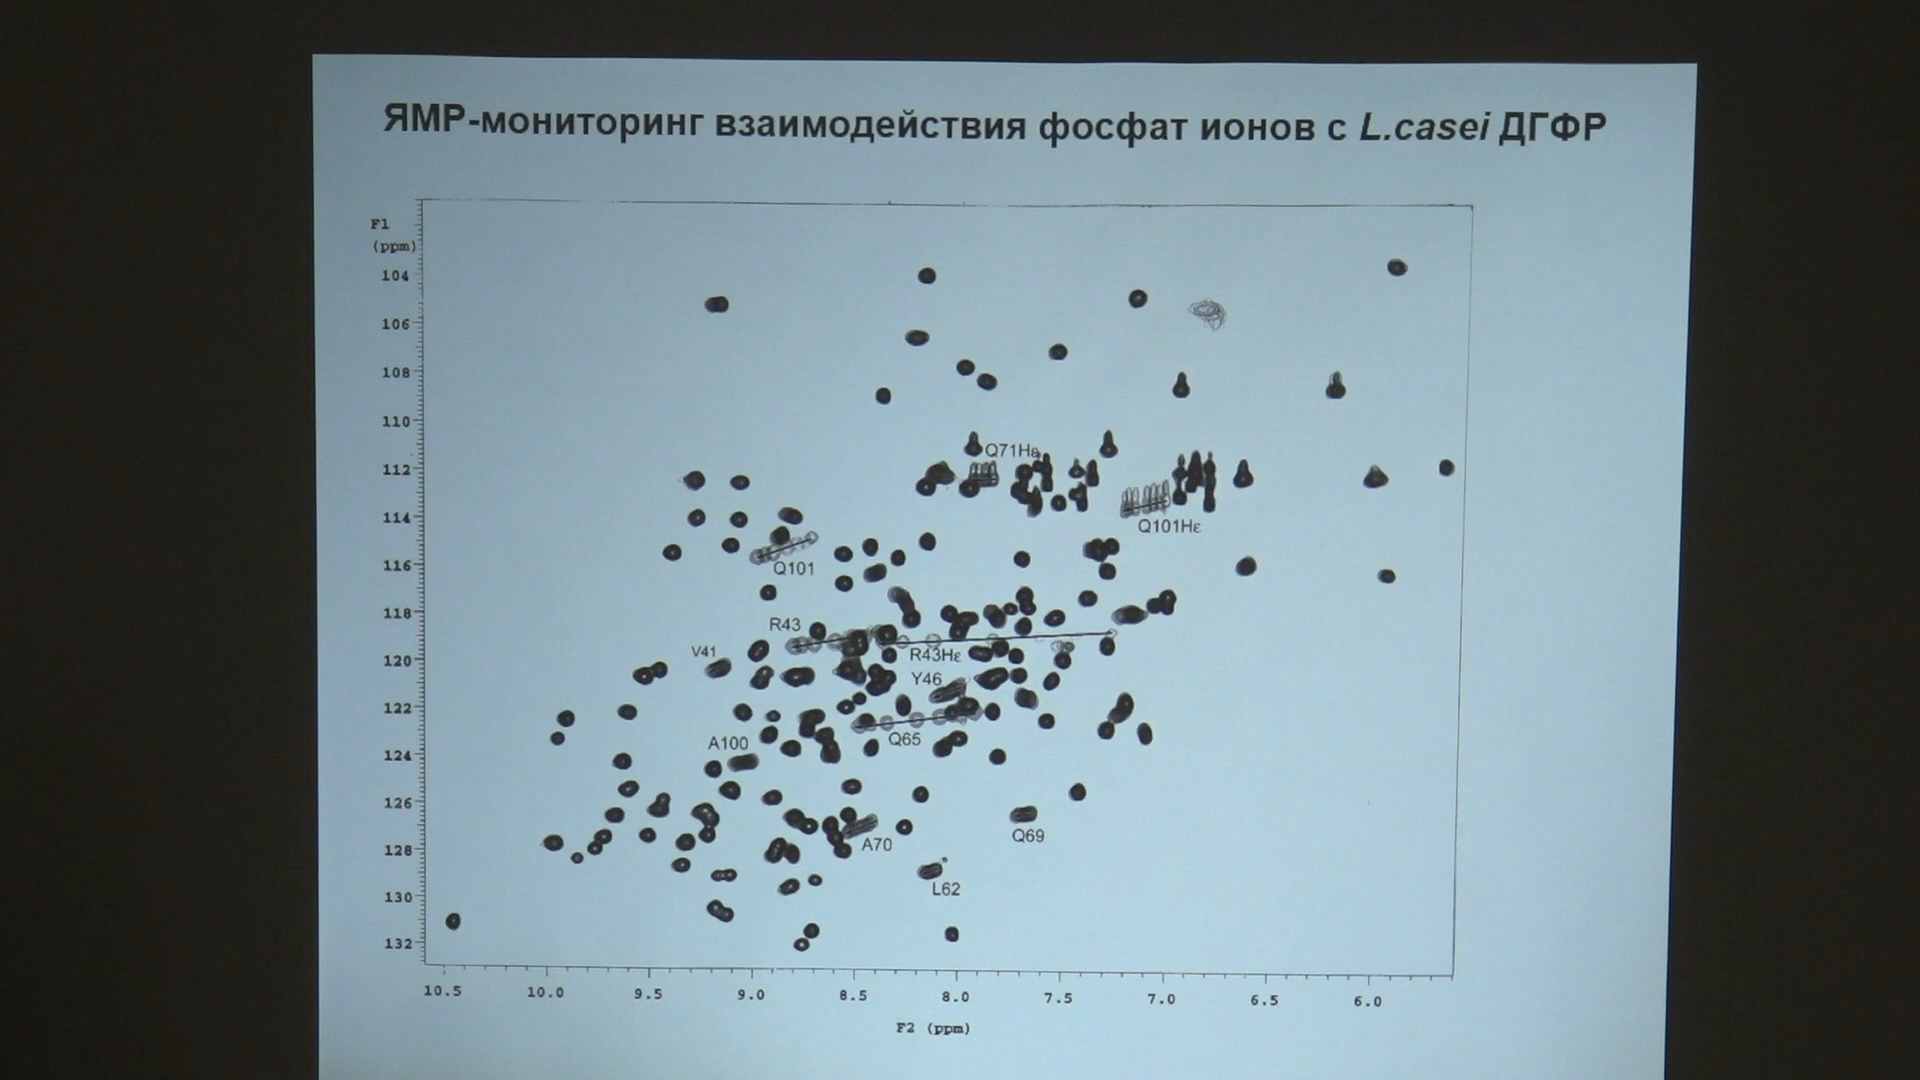 ЯМР-мониторинг взаимодействия фосфат ионов с L.casei ДГФР
F1
(ppm)
104
106
108
110
Q71Ha
112
114
Q101Hε
116
Q101
118
R43
V41
120
R43Hε
Y46
122
A100
Q65
124
126
Q69
A70
128
L62
130
132
10.5 10.0 9.5 9.0 8.5 8.0 7.5 7.0 6.5 6.0
F2 (ppm)